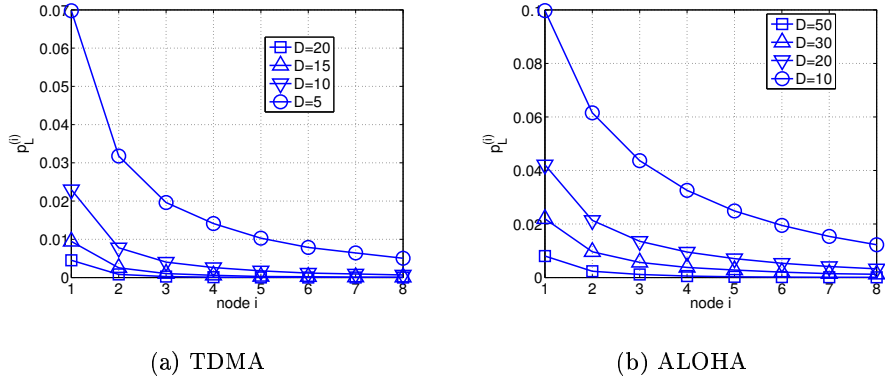 0.07
0.06
0.05
0.04
0.03
0.02
0.01
0
p_L^(i)
1 2 3 4 5 6 7 8
node i
D=20
D=15
D=10
D=5
(a) TDMA
0.1
0.08
0.06
0.04
0.02
0
p_L^(i)
1 2 3 4 5 6 7 8
node i
D=50
D=30
D=20
D=10
(b) ALOHA